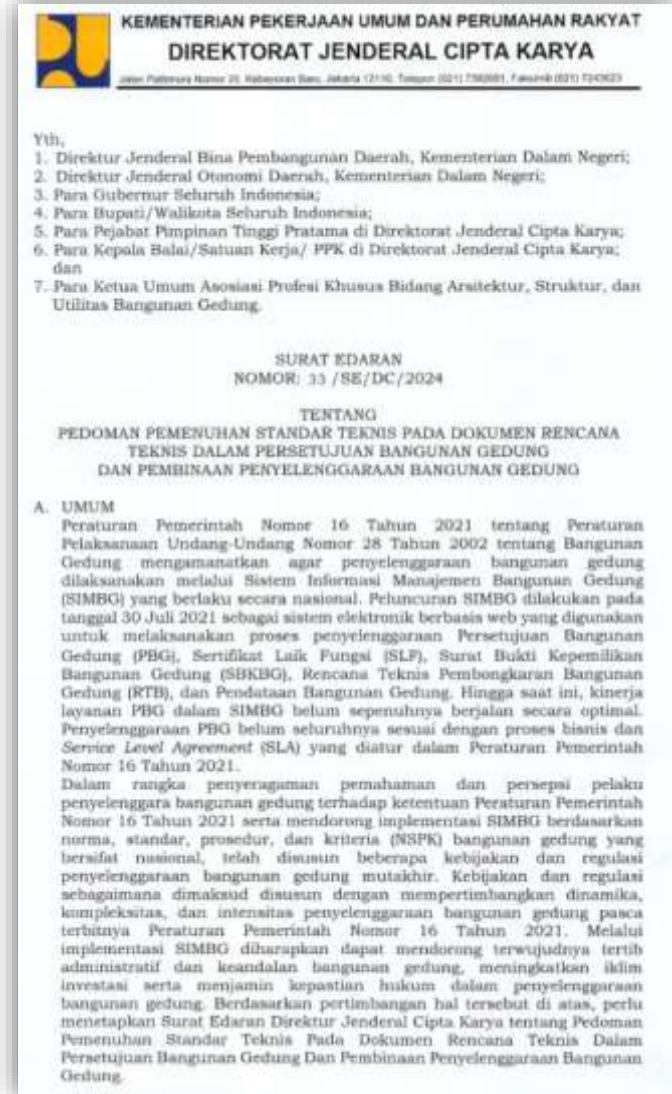 KEMENTERIAN PEKERJAAN UMUM DAN PERUMAHAN RAKYAT
DIREKTORAT JENDERAL CIPTA KARYA
Jalan Pattimura Nomor 20, Kebayoran Baru, Jakarta 12110, Telepon (021) Faksimili (021)
Yth,
1. Direktur Jenderal Bina Pembangunan Daerah, Kementerian Dalam Negeri;
2. Direktur Jenderal Otonomi Daerah, Kementerian Dalam Negeri;
3. Para Gubernur Seluruh Indonesia;
4. Para Bupati/Walikota Seluruh Indonesia;
5. Para Pejabat Pimpinan Tinggi Pratama di Direktorat Jenderal Cipta Karya;
6. Para Kepala Balai/Satuan Kerja/ PPK di Direktorat Jenderal Cipta Karya;
dan
7. Para Ketua Umum Asosiasi Profesi Khusus Bidang Arsitektur, Struktur, dan
Utilitas Bangunan Gedung.
SURAT EDARAN
NOMOR: 33 /SE/DC/2024
TENTANG
PEDOMAN PEMENUHAN STANDAR TEKNIS PADA DOKUMEN RENCANA
TEKNIS DALAM PERSETUJUAN BANGUNAN GEDUNG
DAN PEMBINAAN PENYELENGGARAAN BANGUNAN GEDUNG
A. UMUM
Peraturan Pemerintah Nomor 16 Tahun 2021 tentang Peraturan
Pelaksanaan Undang-Undang Nomor 28 Tahun 2002 tentang Bangunan
Gedung mengamanatkan agar penyelenggaraan bangunan gedung
dilaksanakan melalui Sistem Informasi Manajemen Bangunan Gedung
(SIMBG) yang berlaku secara nasional. Peluncuran SIMBG dilakukan pada
tanggal 30 Juli 2021 sebagai sistem elektronik berbasis web yang digunakan
untuk melaksanakan proses penyelenggaraan Persetujuan Bangunan
Gedung (PBG), Sertifikat Laik Fungsi (SLF), Surat Bukti Kepemilikan
Bangunan Gedung (SBKBG), Rencana Teknis Pembongkaran Bangunan
Gedung (RTB), dan Pendataan Bangunan Gedung. Hingga saat ini, kinerja
layanan PBG dalam SIMBG belum sepenuhnya berjalan secara optimal.
Penyelenggaraan PBG belum seluruhnya sesuai dengan proses bisnis dan
Service Level Agreement (SLA) yang diatur dalam Peraturan Pemerintah
Nomor 16 Tahun 2021.
Dalam rangka penyeragaman pemahaman dan persepsi pelaku
penyelenggara bangunan gedung terhadap ketentuan Peraturan Pemerintah
Nomor 16 Tahun 2021 serta mendorong implementasi SIMBG berdasarkan
norma, standar, prosedur, dan kriteria (NSPK) bangunan gedung yang
bersifat nasional, telah disusun beberapa kebijakan dan regulasi
penyelenggaraan bangunan gedung mutakhir. Kebijakan dan regulasi
sebagaimana dimaksud disusun dengan mempertimbangkan dinamika,
kompleksitas, dan intensitas penyelenggaraan bangunan gedung pasca
terbitnya Peraturan Pemerintah Nomor 16 Tahun 2021. Melalui
implementasi SIMBG diharapkan dapat mendorong terwujudnya tertib
administratif dan keandalan bangunan gedung, meningkatkan iklim
investasi serta menjamin kepastian hukum dalam penyelenggaraan
bangunan gedung. Berdasarkan pertimbangan hal tersebut di atas, perlu
menetapkan Surat Edaran Direktur Jenderal Cipta Karya tentang Pedoman
Pemenuhan Standar Teknis Pada Dokumen Rencana Teknis Dalam
Persetujuan Bangunan Gedung Dan Pembinaan Penyelenggaraan Bangunan
Gedung.